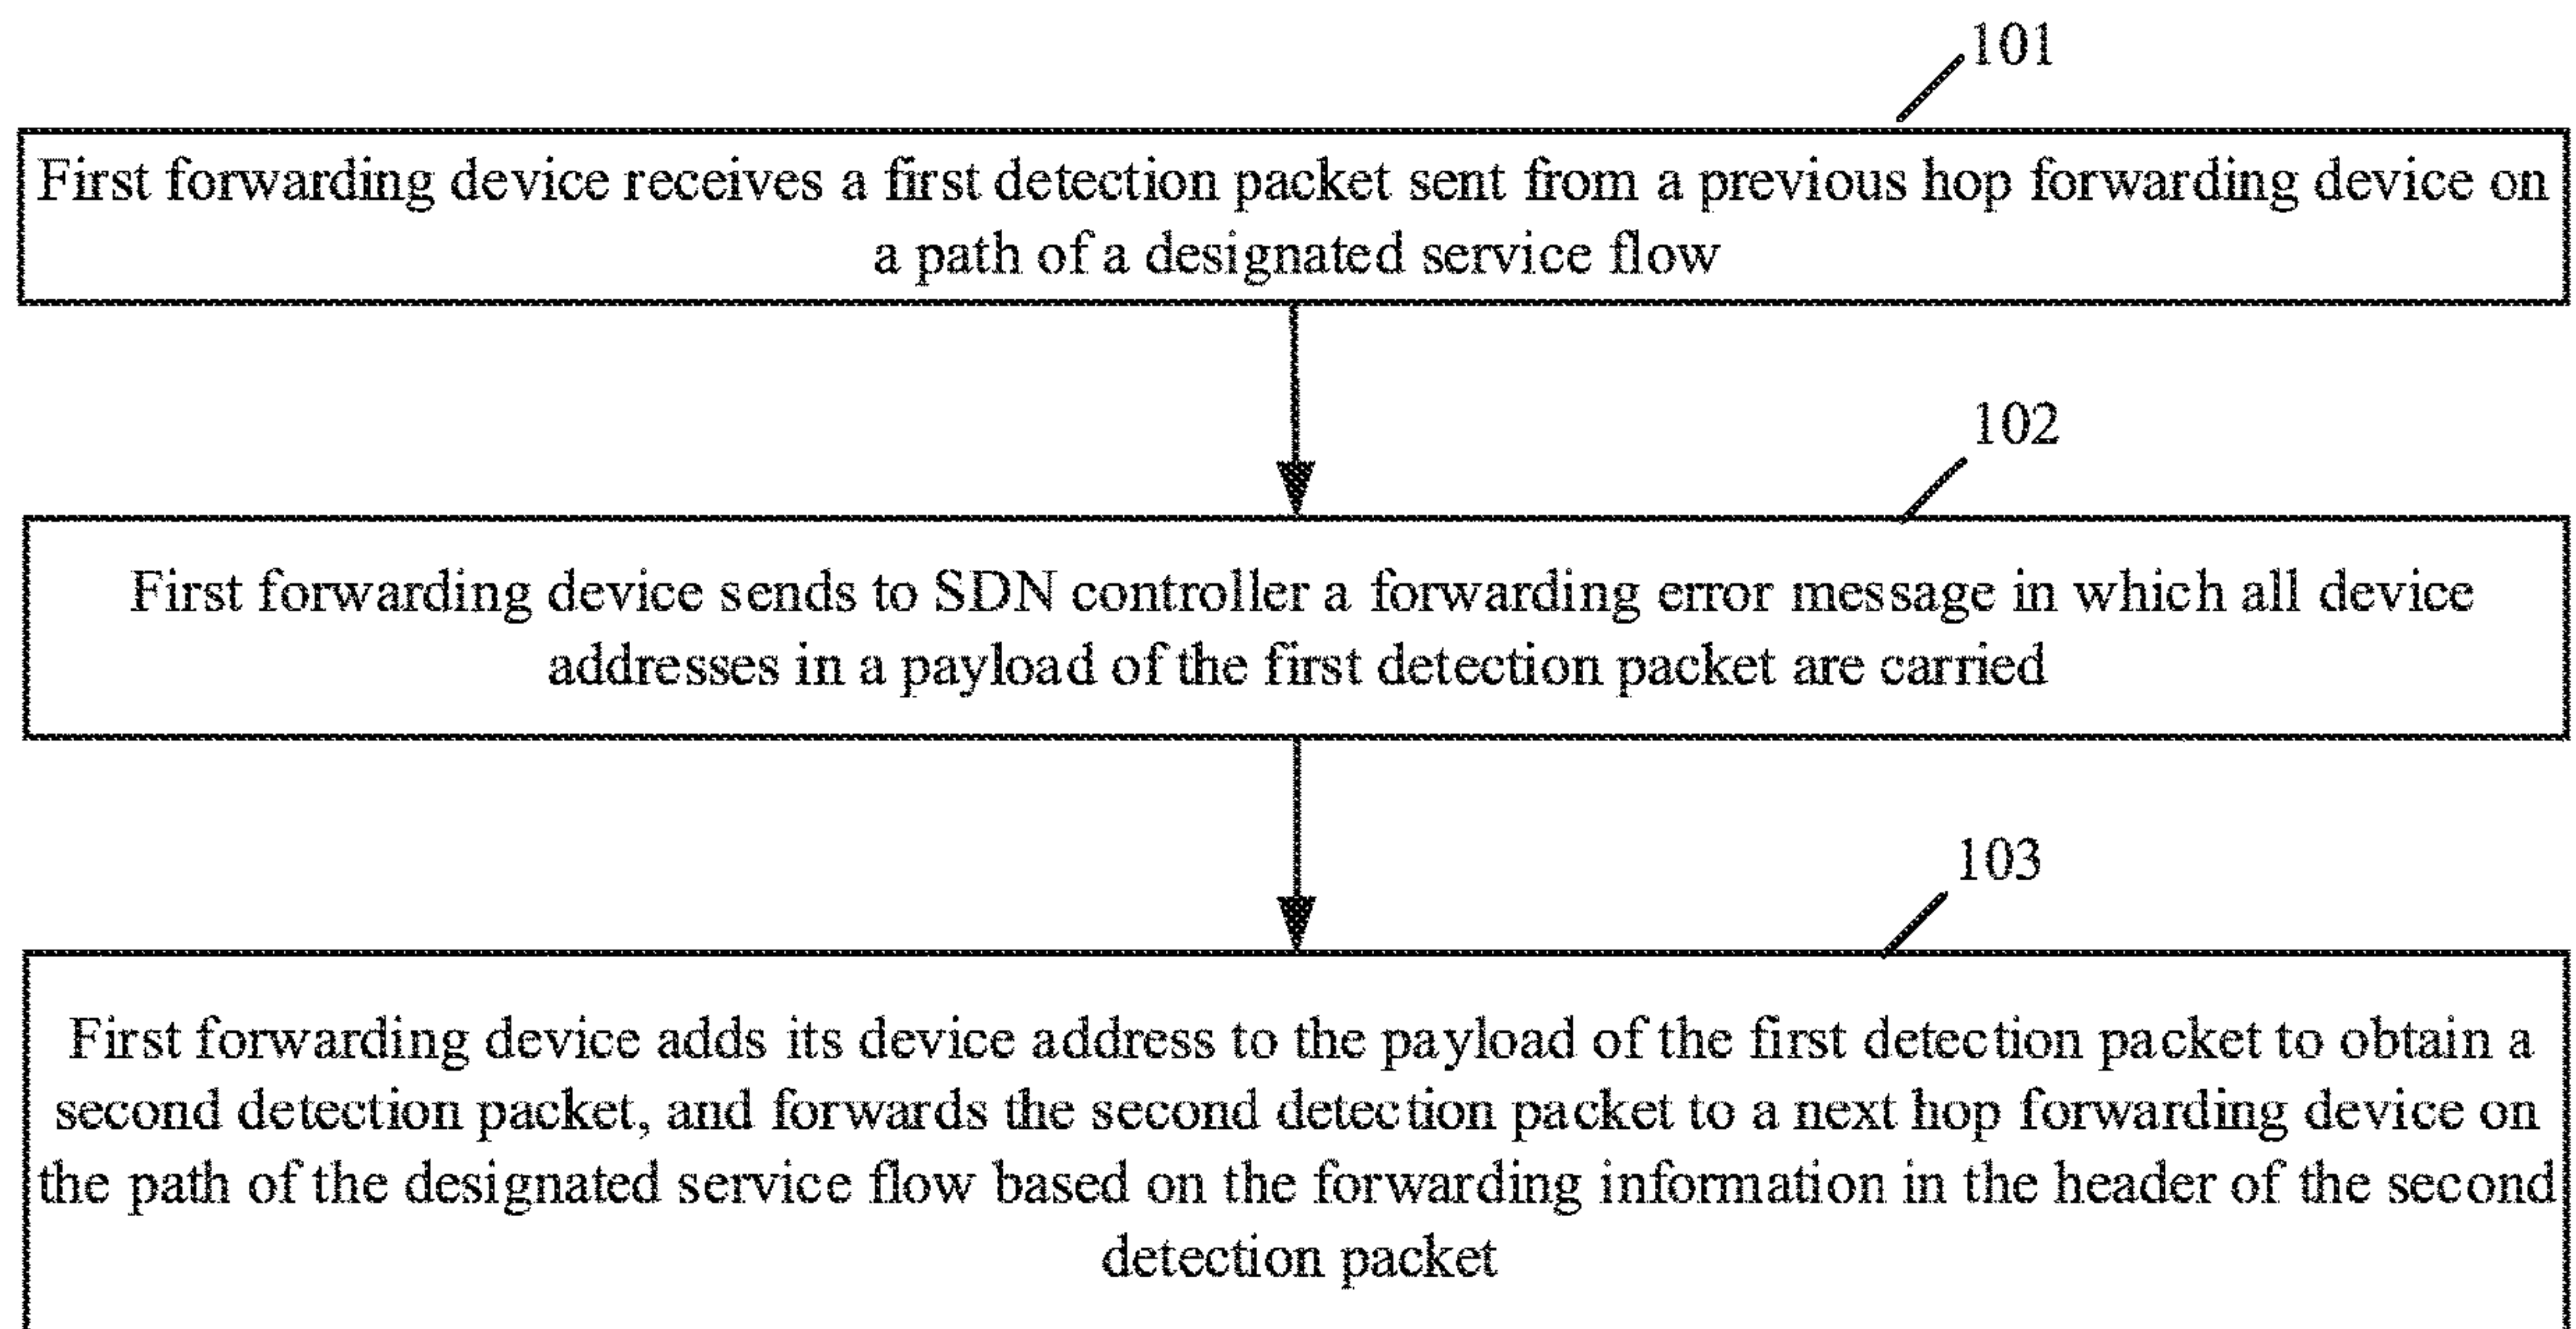 101
First forwarding device receives a first detection packet sent from a previous hop forwarding device on
a path of a designated service flow
102
First forwarding device sends to SDN controller a forwarding error message in which all device
addresses in a payload of the first detection packet are carried
103
First forwarding device adds its device address to the payload of the first detection packet to obtain a
second detection packet, and forwards the second detection packet to a next hop forwarding device on
the path of the designated service flow based on the forwarding information in the header of the second
detection packet